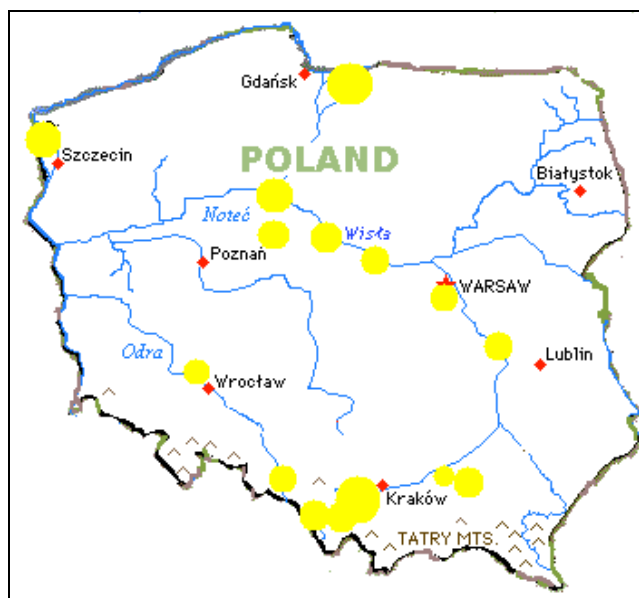 Gdańsk
Szczecin
POLAND
Białystok
Noteć
Wisła
Poznań
WARSAW
Odra
Lublin
Wrocław
Kraków
TATRY MTS.